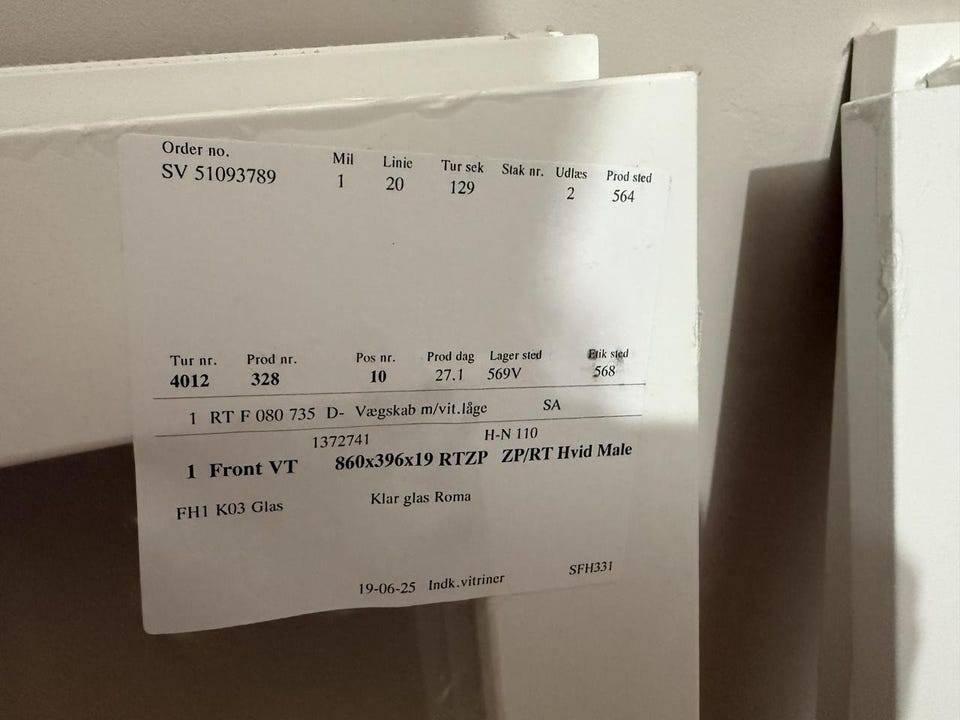 Order no. Mil Linie Tur sek Stak nr. Udlæs Prod sted
SV 51093789 1 20 129 2 564
Tur nr. Prod nr. Pos nr. Prod dag Lager sted Etik sted
4012 328 10 27.1 569V 568
1 RT F 080 735 D- Vægskab m/vit.låge SA
1372741 H-N 110
1 Front VT 860x396x19 RTZP ZP/RT Hvid Male
FH1 K03 Glas Klar glas Roma
19-06-25 Indk.vitriner SFH331